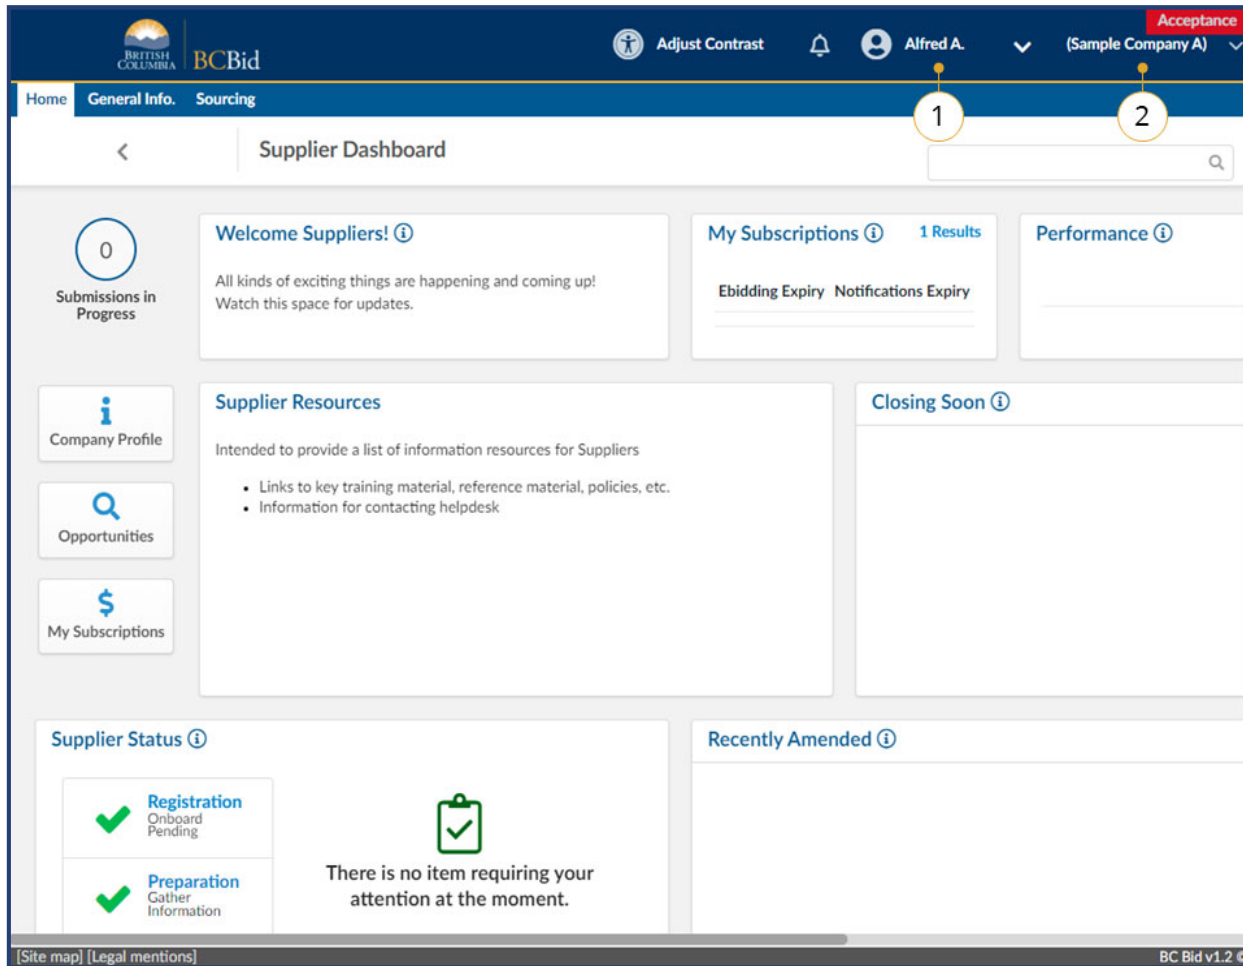 Acceptance
BRITISH
COLUMBIA
BCBid
Adjust Contrast
Alfred A.
(Sample Company A)
Home General Info. Sourcing
1
2
Supplier Dashboard
0
Submissions in
Progress
Welcome Suppliers!
All kinds of exciting things are happening and coming up!
Watch this space for updates.
My Subscriptions 1 Results
Ebidding Expiry Notifications Expiry
Performance
Company Profile
Opportunities
My Subscriptions
Supplier Resources
Intended to provide a list of information resources for Suppliers
• Links to key training material, reference material, policies, etc.
• Information for contacting helpdesk
Closing Soon
Supplier Status
Registration
Onboard
Pending
Preparation
Gather
Information
There is no item requiring your
attention at the moment.
Recently Amended
[Site map] [Legal mentions]
BC Bid v1.2 ©